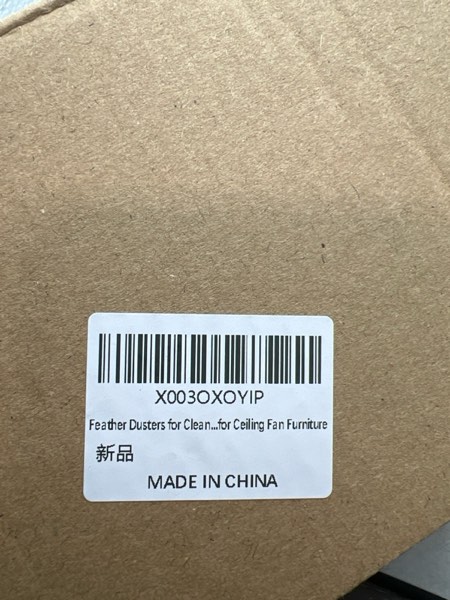 X003OXOYIP
Feather Dusters for Clean...for Ceiling Fan Furniture
新品
MADE IN CHINA